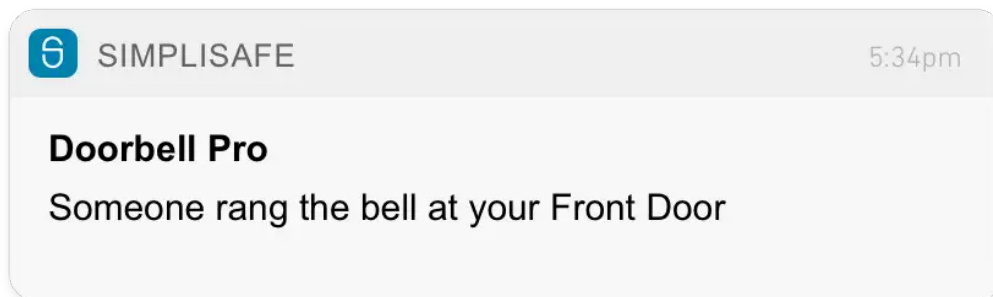 SIMPLISAFE 5:34pm
Doorbell Pro
Someone rang the bell at your Front Door